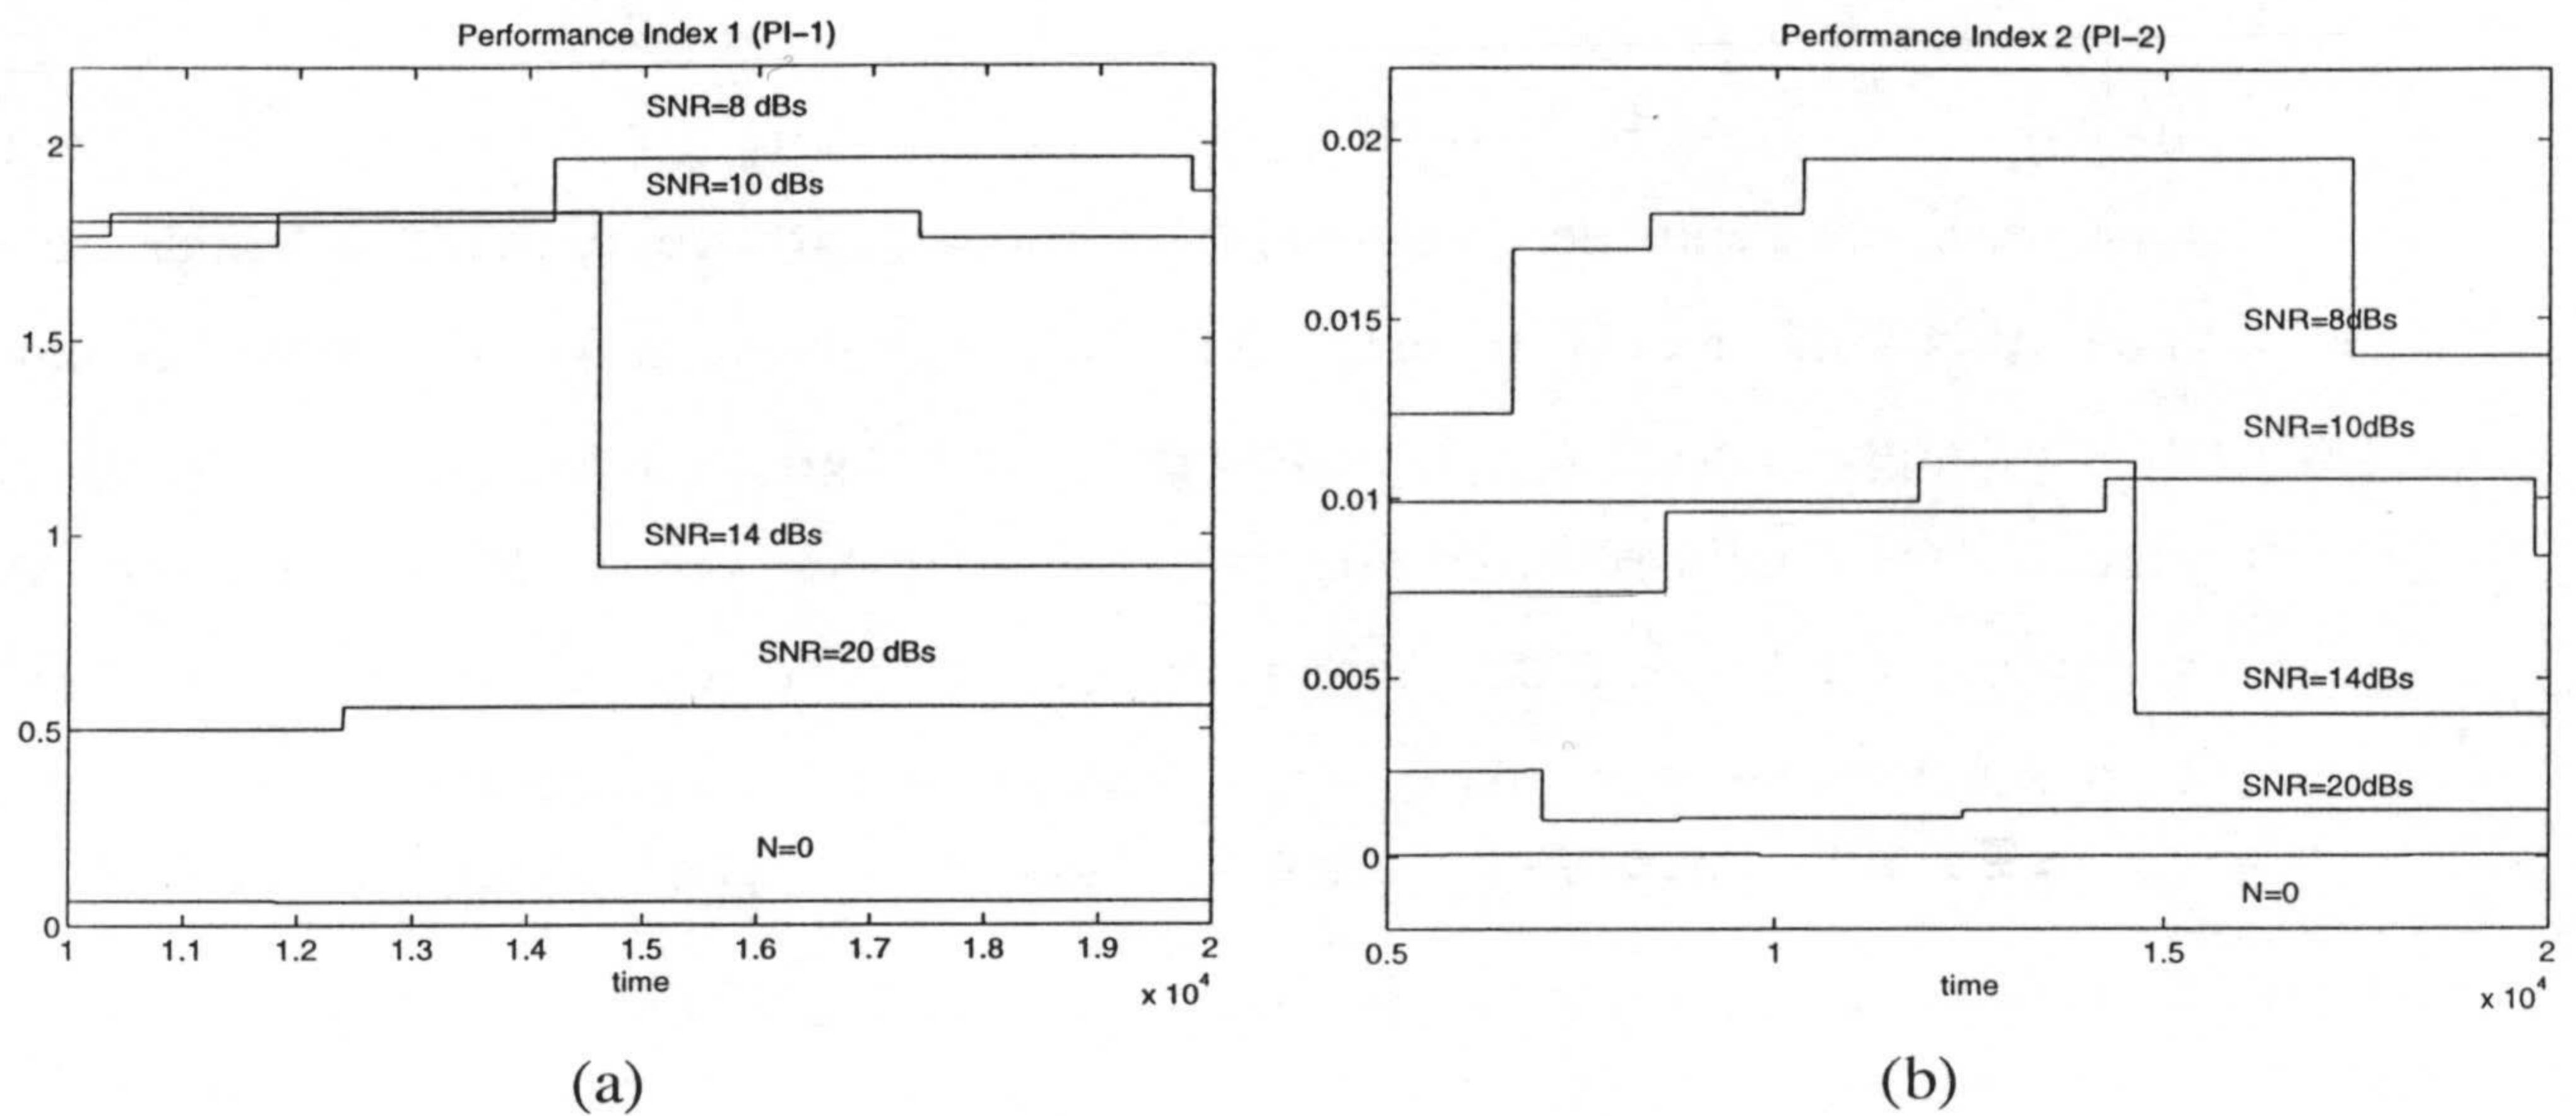 Performance Index 1 (PI-1)
SNR=8 dBs
2
SNR=10 dBs
1.5
SNR=14 dBs
1
SNR=20 dBs
0.5
N=0
0
1 1.1 1.2 1.3 1.4 1.5 1.6 1.7 1.8 1.9 2
time
x 10⁴
(a)
Performance Index 2 (PI-2)
0.02
0.015
SNR=8dBs
SNR=10dBs
0.01
0.005
SNR=14dBs
SNR=20dBs
0
N=0
0.5 1 1.5 2
time
x 10⁴
(b)